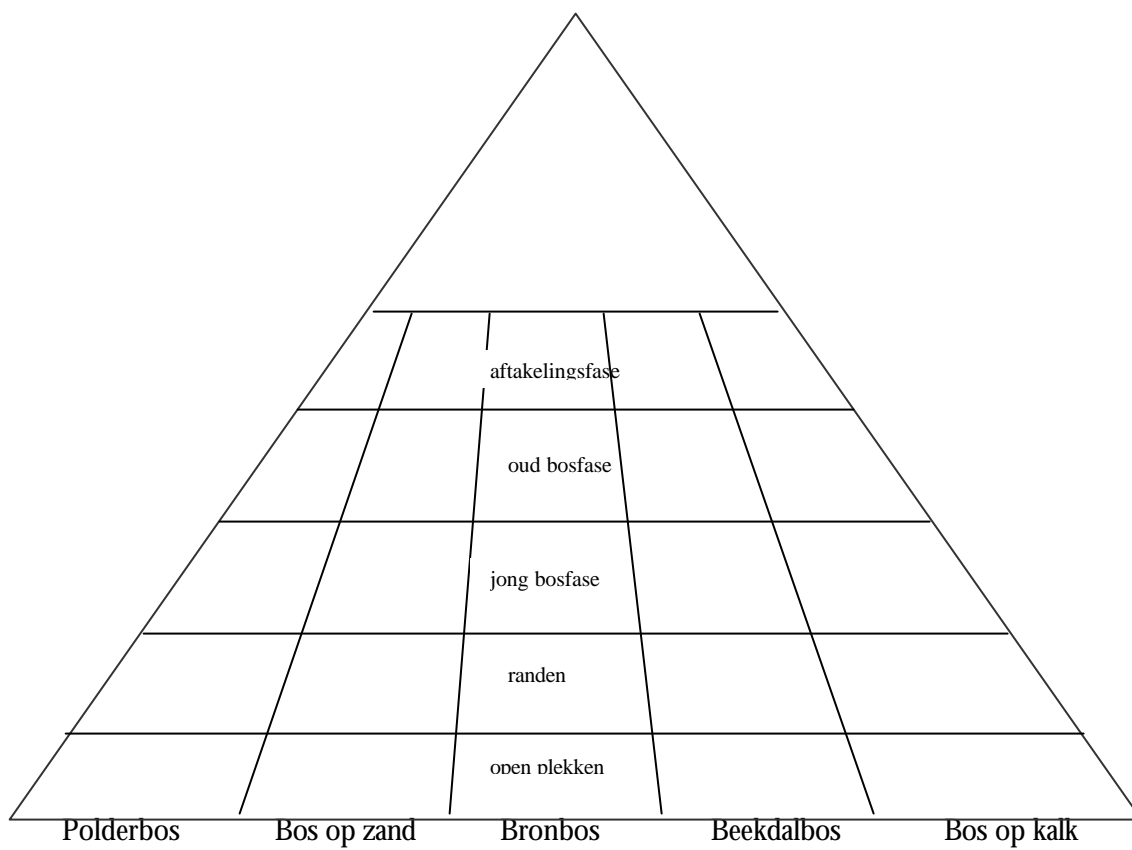 aftakelingsfase
oud bosfase
jong bosfase
randen
open plekken
Polderbos Bos op zand Bronbos Beekdalbos Bos op kalk